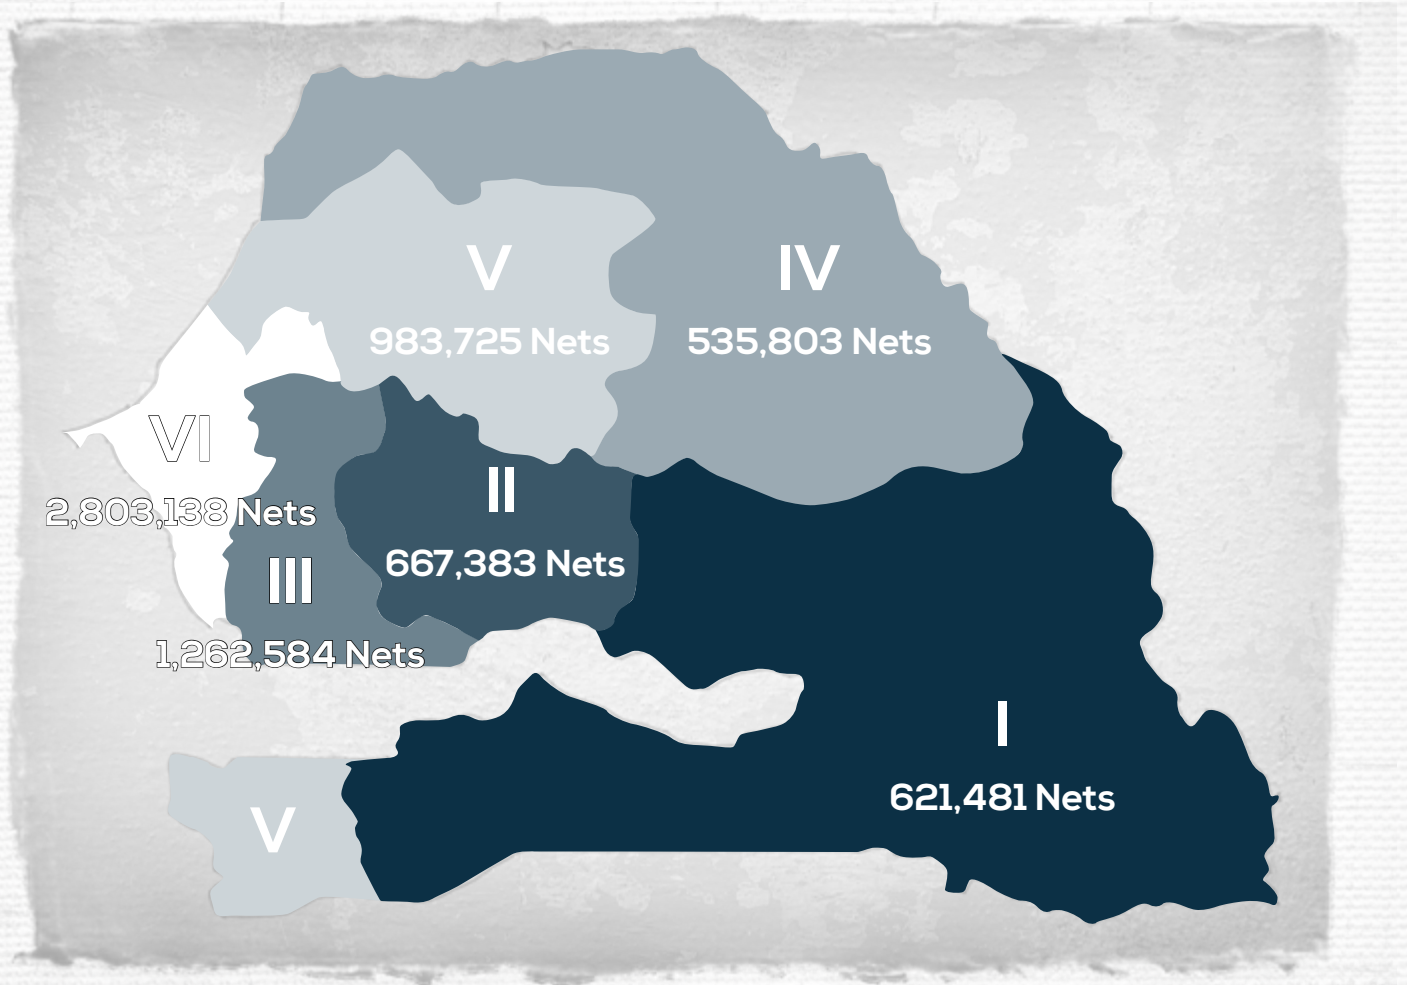 V
983,725 Nets
IV
535,803 Nets
VI
2,803,138 Nets
II
667,383 Nets
III
1,262,584 Nets
I
621,481 Nets
V